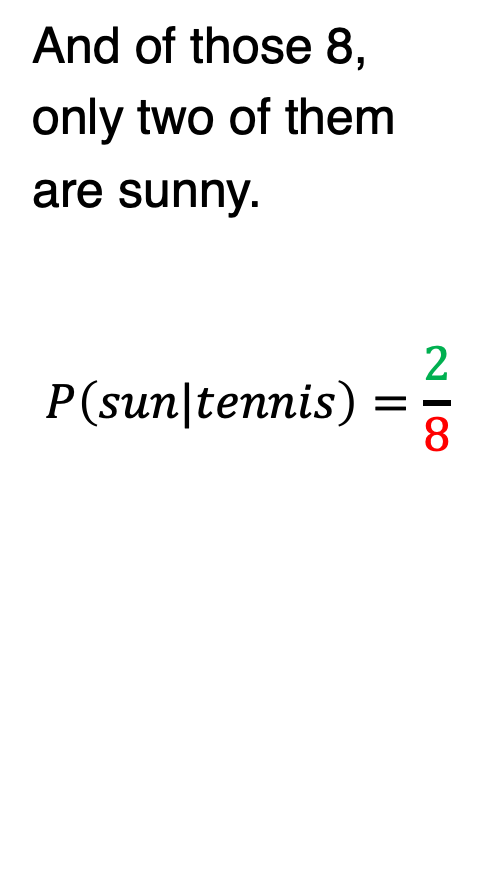 And of those 8,
only two of them
are sunny.
P(sun|tennis) = 2/8